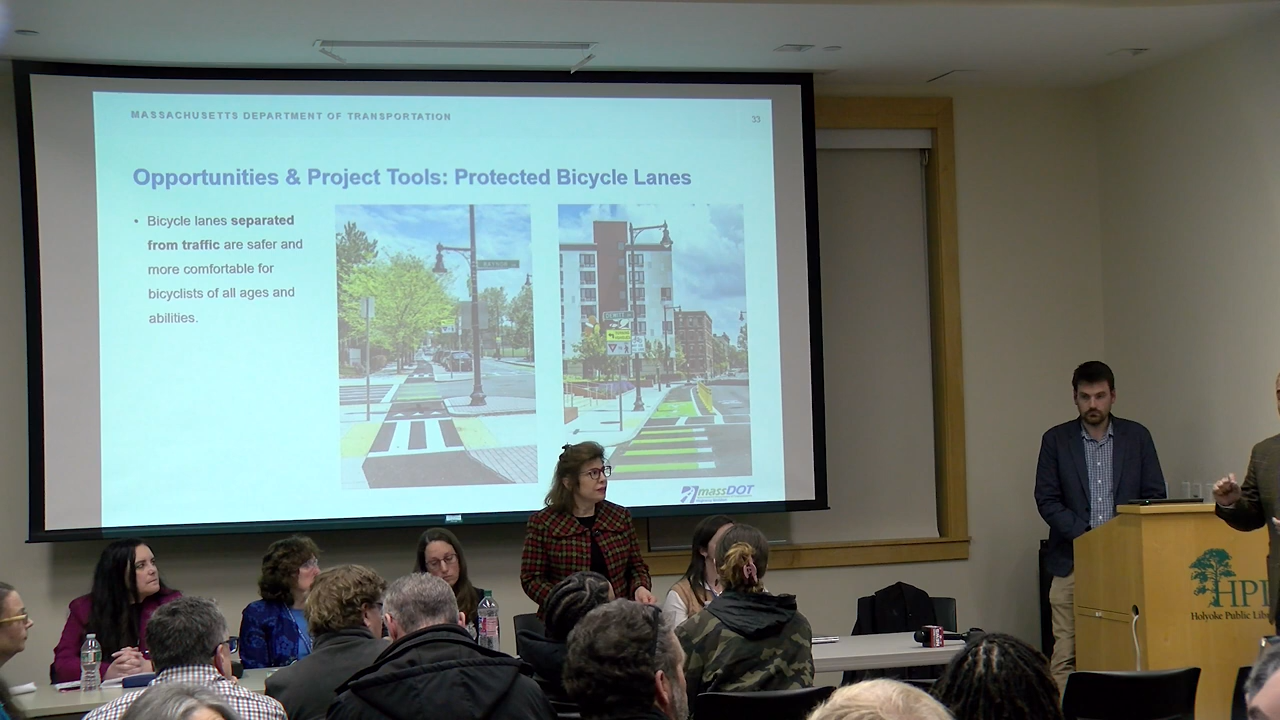 MASSACHUSETTS DEPARTMENT OF TRANSPORTATION
33
Opportunities & Project Tools: Protected Bicycle Lanes
• Bicycle lanes separated
from traffic are safer and
more comfortable for
bicyclists of all ages and
abilities.
massDOT
HPL
Holyoke Public